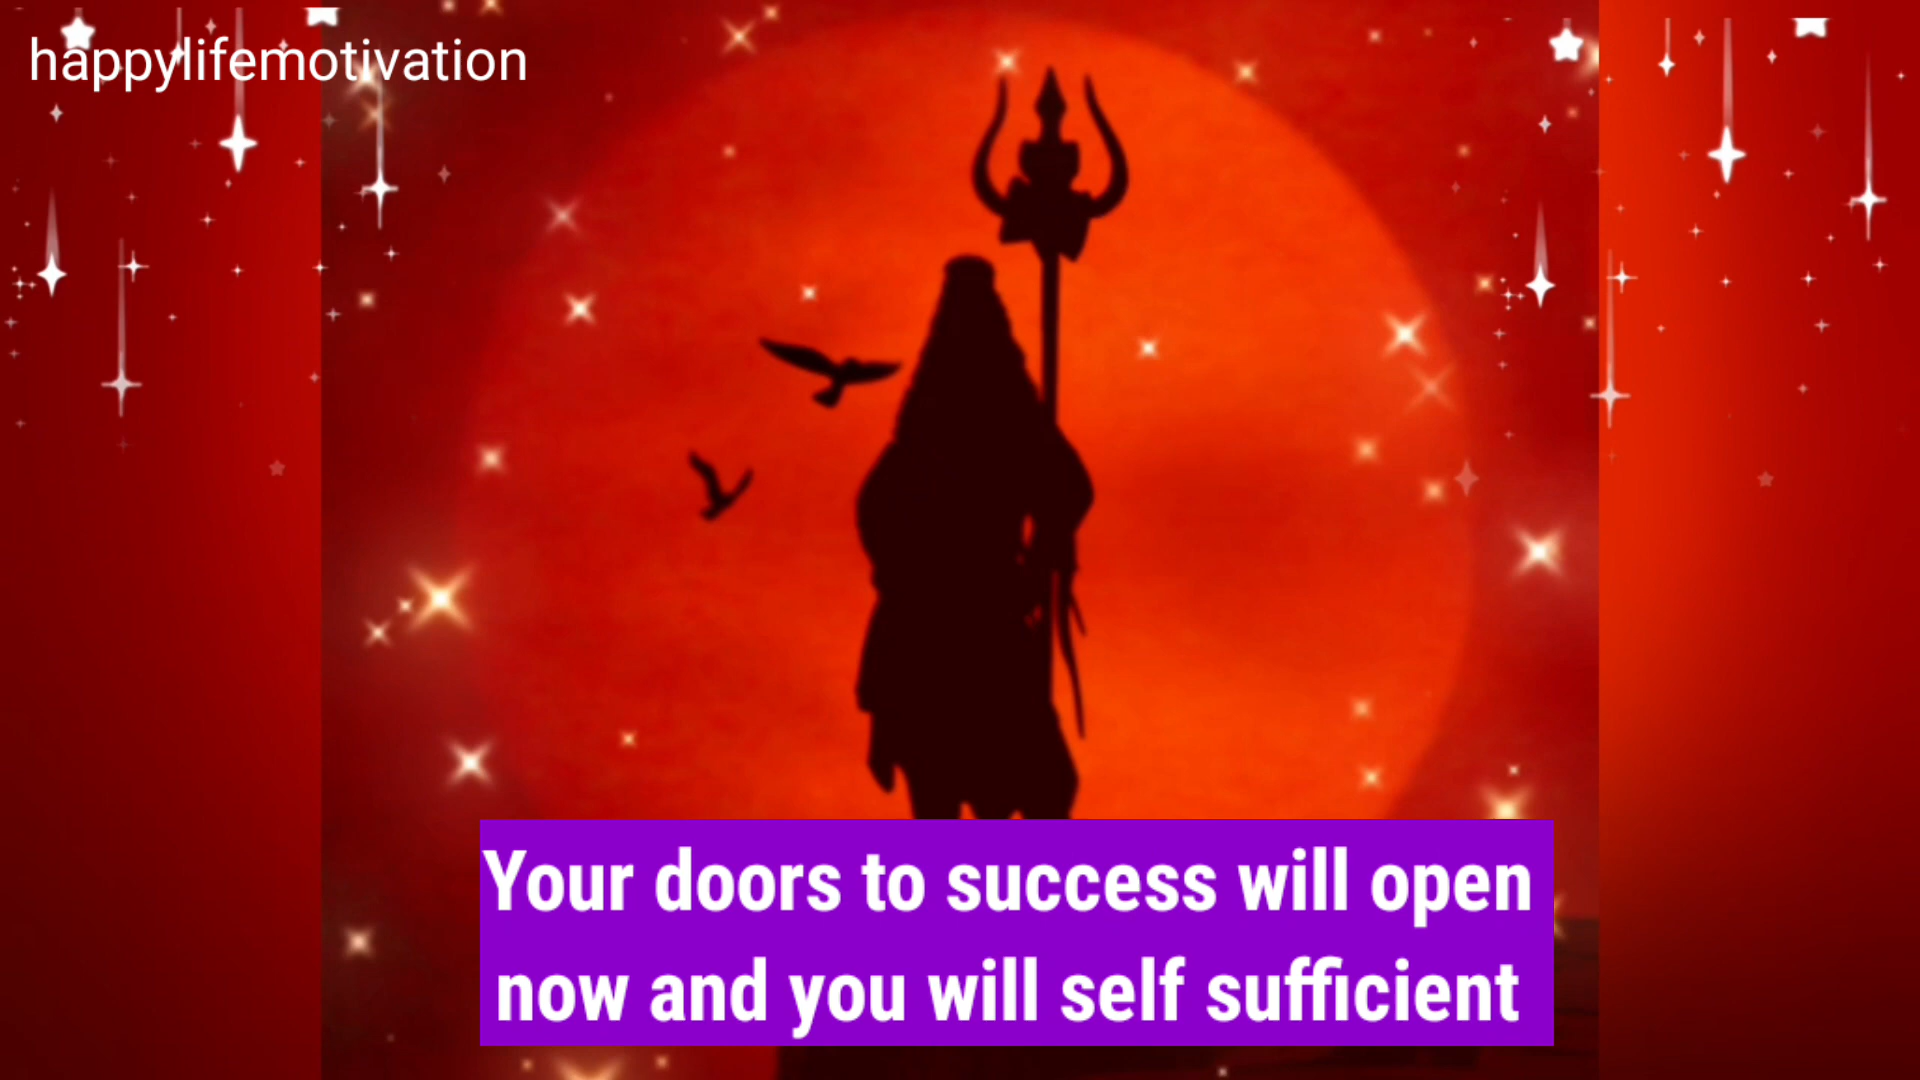 happylifemotivation
Your doors to success will open
now and you will self sufficient